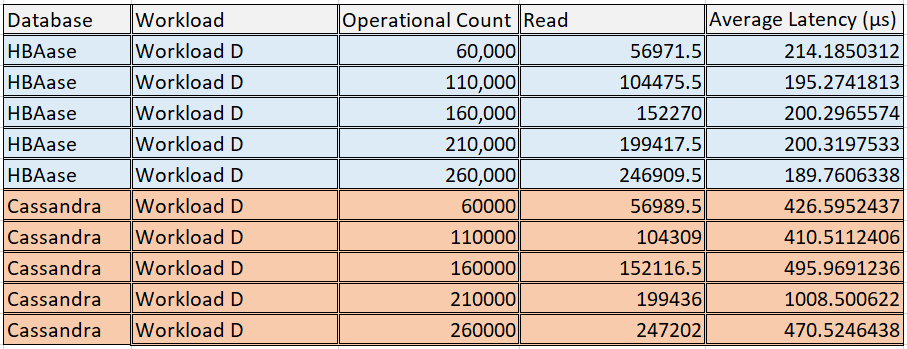 Database Workload Operational Count Read Average Latency (µs)
HBAase Workload D 60,000 56971.5 214.1850312
HBAase Workload D 110,000 104475.5 195.2741813
HBAase Workload D 160,000 152270 200.2965574
HBAase Workload D 210,000 199417.5 200.3197533
HBAase Workload D 260,000 246909.5 189.7606338
Cassandra Workload D 60000 56989.5 426.5952437
Cassandra Workload D 110000 104309 410.5112406
Cassandra Workload D 160000 152116.5 495.9691236
Cassandra Workload D 210000 199436 1008.500622
Cassandra Workload D 260000 247202 470.5246438